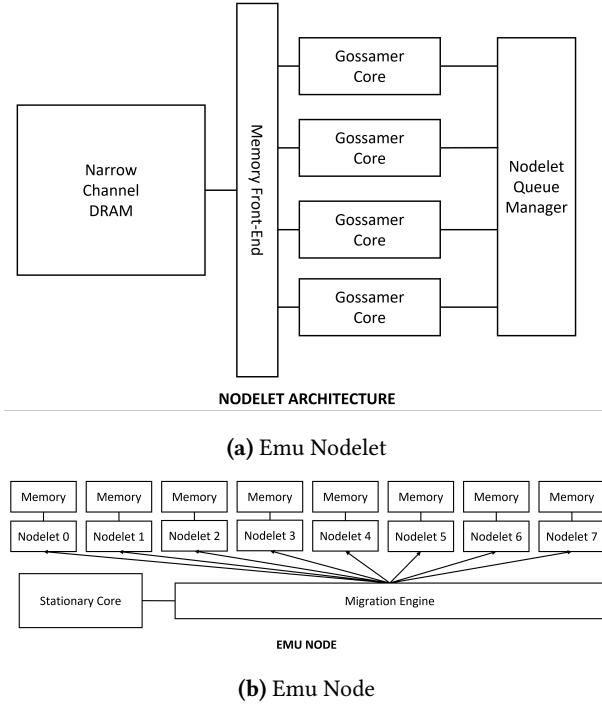 Narrow
Channel
DRAM
Memory Front-End
Gossamer
Core
Gossamer
Core
Gossamer
Core
Gossamer
Core
Nodelet
Queue
Manager
NODELET ARCHITECTURE
(a) Emu Nodelet
Memory Memory Memory Memory Memory Memory Memory Memory
Nodelet 0 Nodelet 1 Nodelet 2 Nodelet 3 Nodelet 4 Nodelet 5 Nodelet 6 Nodelet 7
Stationary Core Migration Engine
EMU NODE
(b) Emu Node